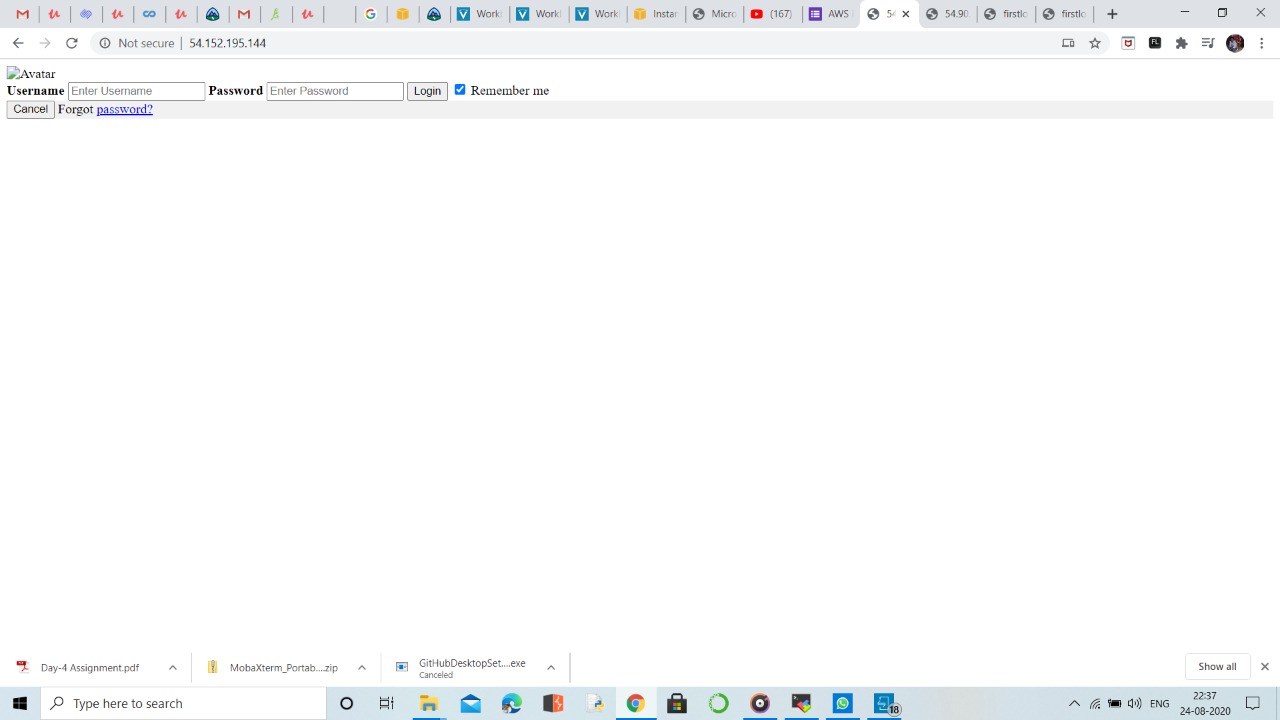 Work
Work
Work
Instar
Micro
(167)
AWS
54
54.90
firstlo
firstlo
Not secure
54.152.195.144
Avatar
Username Enter Username Password Enter Password Login Remember me
Cancel Forgot password?
Day-4 Assignment.pdf
MobaXterm_Portab....zip
GitHubDesktopSet....exe
Canceled
Show all
Type here to search
18
ENG
22:37
24-08-2020